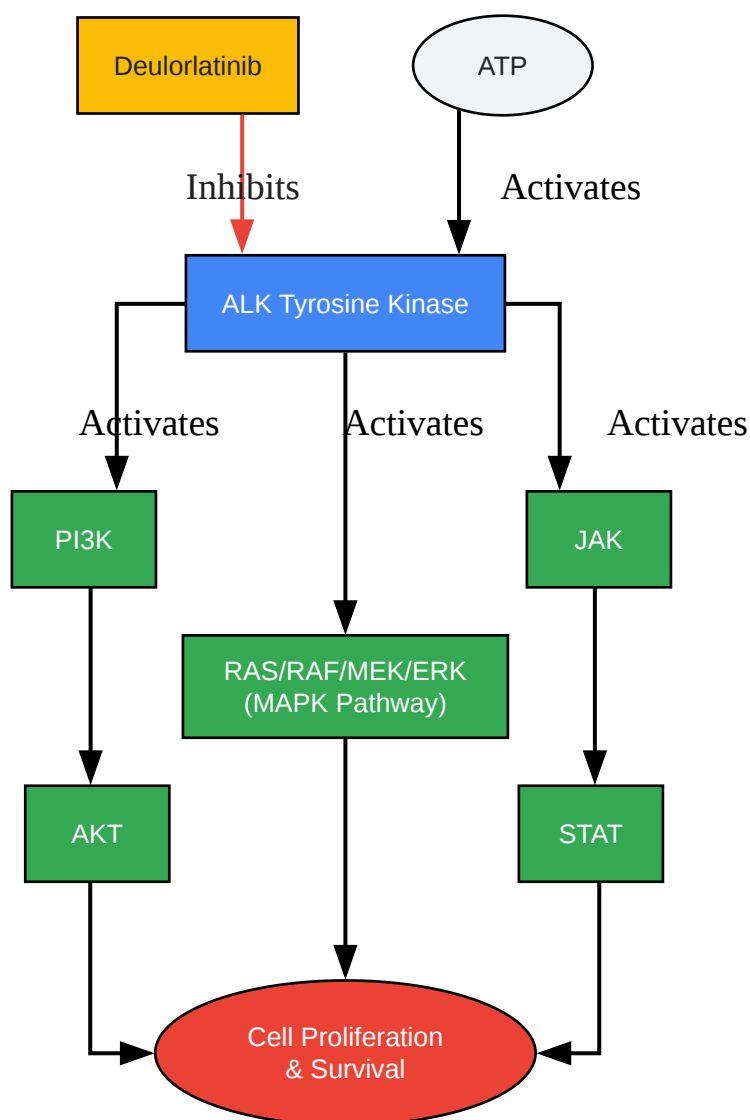 Deulorlatinib
ATP
Inhibits
Activates
ALK Tyrosine Kinase
Activates
Activates
Activates
PI3K
JAK
RAS/RAF/MEK/ERK
(MAPK Pathway)
AKT
STAT
Cell Proliferation
& Survival